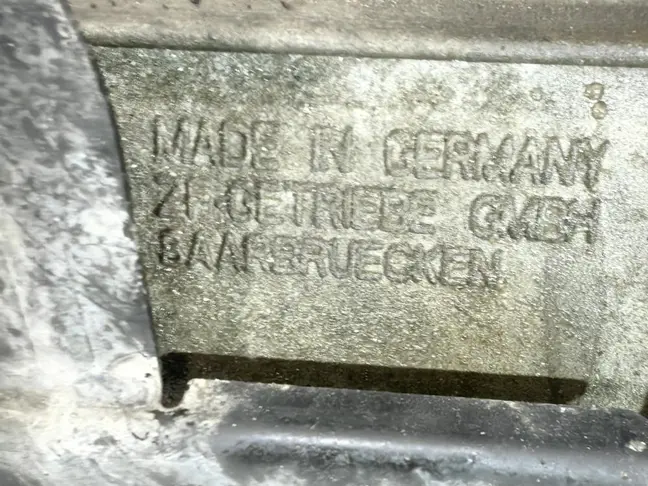 MADE IN GERMANY
ZF GETRIEBE GMBH
SAARBRUECKEN